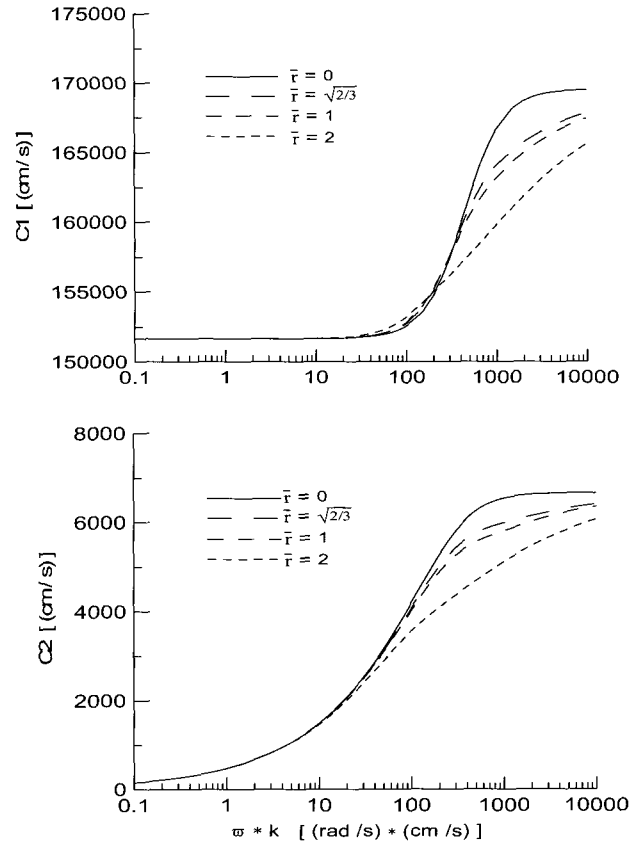 175000
170000
165000
160000
155000
150000
C1 [(cm/s)]
r̄ = 0
r̄ = √2/3
r̄ = 1
r̄ = 2
0.1 1 10 100 1000 10000
8000
6000
4000
2000
0
C2 [(cm/s)]
r̄ = 0
r̄ = √2/3
r̄ = 1
r̄ = 2
0.1 1 10 100 1000 10000
ϖ * k [(rad /s) * (cm /s)]